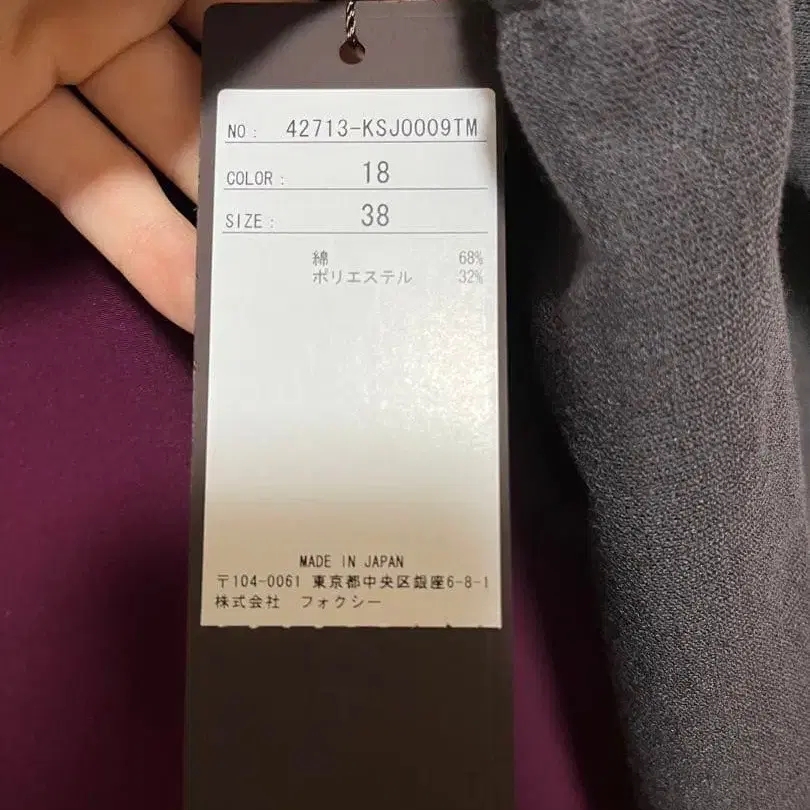 NO: 42713-KSJ0009TM
COLOR: 18
SIZE: 38
綿 68%
ポリエステル 32%
MADE IN JAPAN
〒104-0061 東京都中央区銀座6-8-1
株式会社 フォクシー